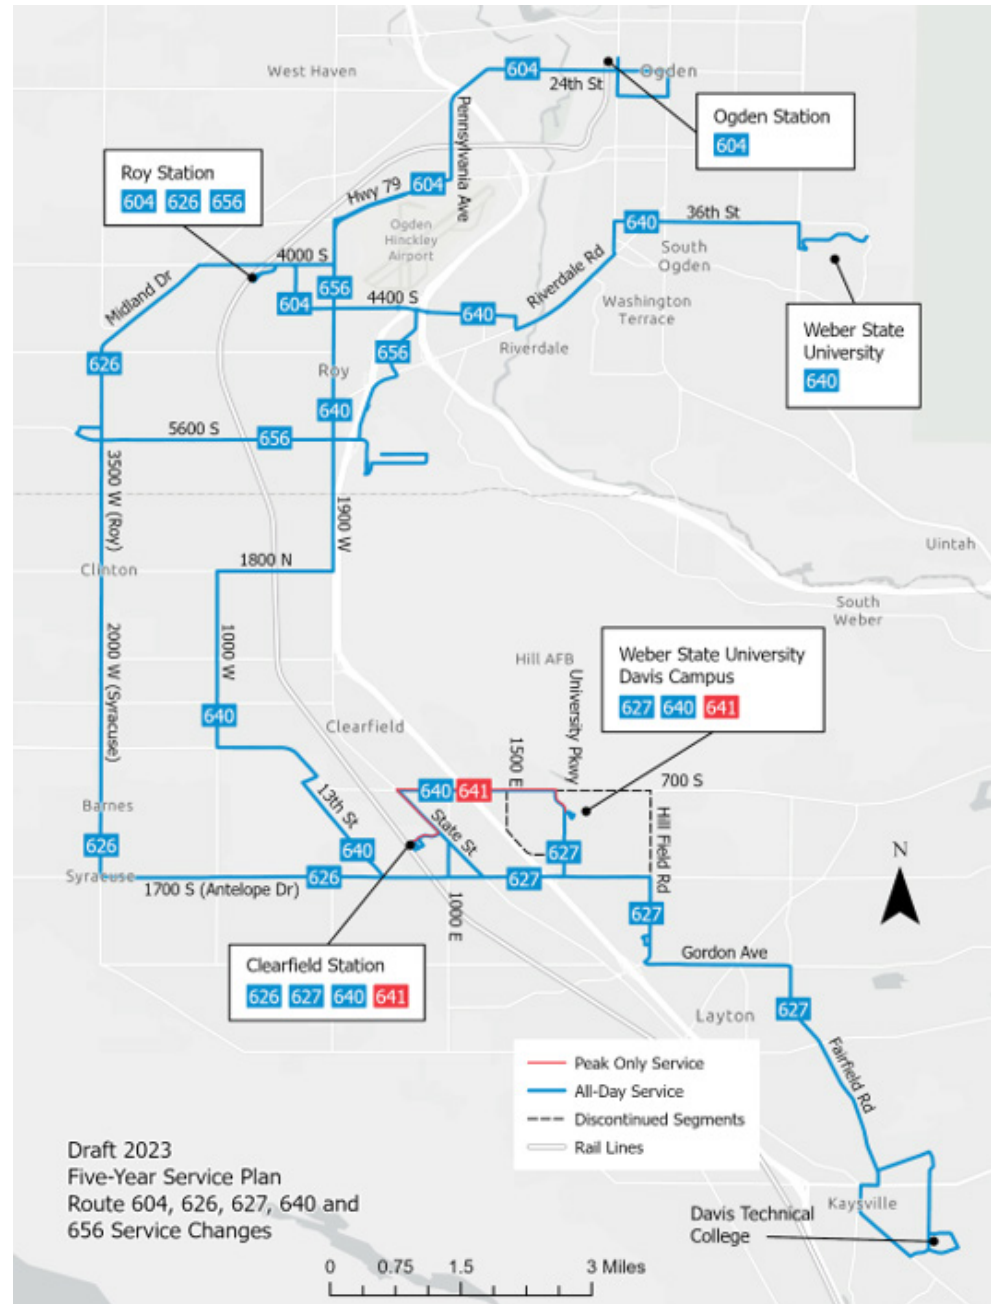 West Haven
604
Ogden
24th St
Ogden Station
604
Pennsylvania Ave
Roy Station
604 626 656
Hwy 79
604
Ogden
Hinckley
Airport
640
36th St
South
Ogden
4000 S
Midland Dr
656
604
4400 S
640
Riverdale Rd
Washington
Terrace
Weber State
University
640
626
656
Riverdale
Roy
640
5600 S
656
3500 W (Roy)
1900 W
Uintah
1800 N
Clinton
South
Weber
2000 W (Syracuse)
1000 W
Hill AFB
University Pkwy
Weber State University
Davis Campus
627 640 641
640
Clearfield
1500 E
700 S
640 641
Barnes
13th St
State St
Hill Field Rd
626
640
627
Syracuse
1700 S (Antelope Dr)
626
627
1000 E
N
627
Gordon Ave
Clearfield Station
626 627 640 641
627
Layton
Fairfield Rd
Peak Only Service
All-Day Service
Discontinued Segments
Rail Lines
Draft 2023
Five-Year Service Plan
Route 604, 626, 627, 640 and
656 Service Changes
Kaysville
Davis Technical
College
0 0.75 1.5 3 Miles